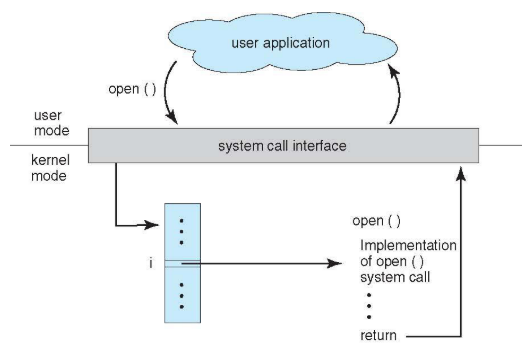 user application
open ( )
user
mode
system call interface
kernel
mode
i
open ( )
Implementation
of open ( )
system call
return